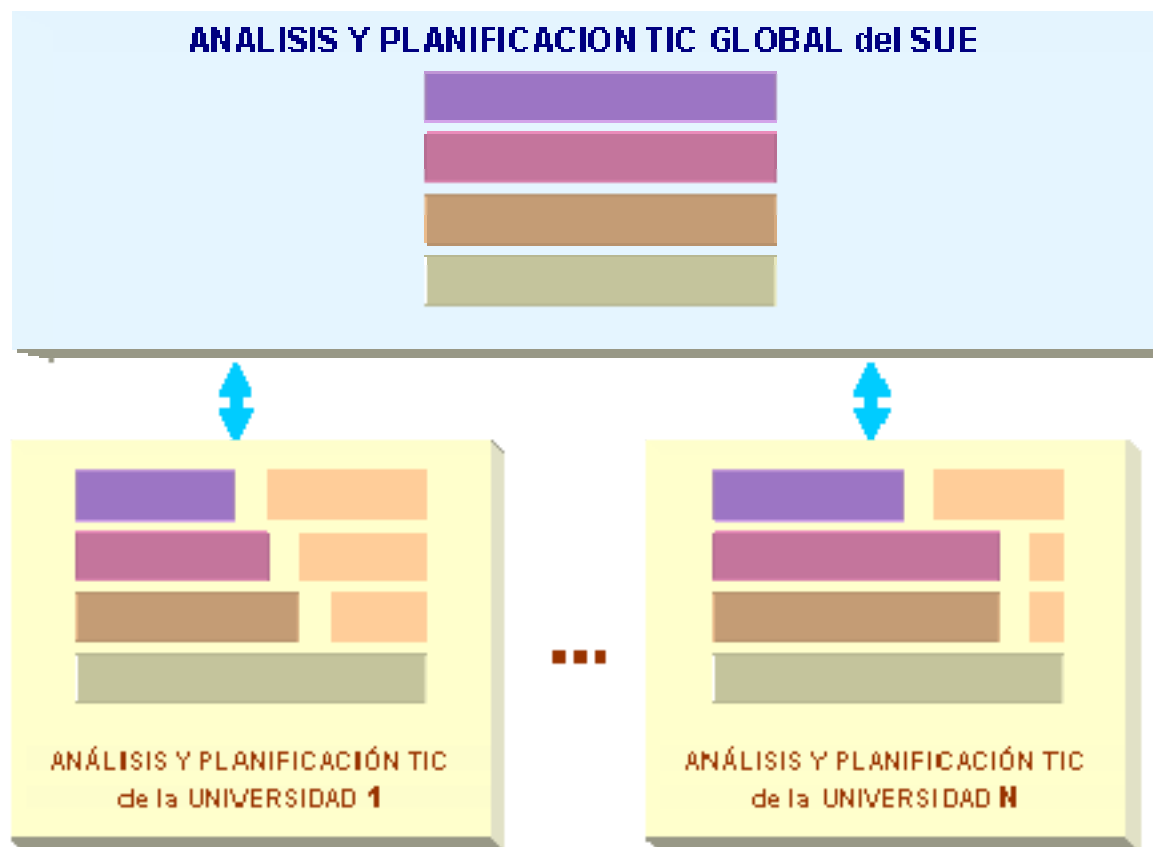 ANALISIS Y PLANIFICACION TIC GLOBAL del SUE
...
ANÁLISIS Y PLANIFICACIÓN TIC
de la UNIVERSIDAD 1
ANÁLISIS Y PLANIFICACIÓN TIC
de la UNIVERSIDAD N